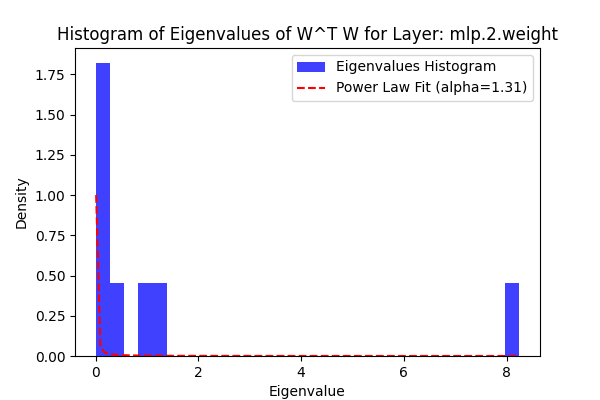 Histogram of Eigenvalues of W^T W for Layer: mlp.2.weight
Eigenvalues Histogram
Power Law Fit (alpha=1.31)
1.75
1.50
1.25
1.00
0.75
0.50
0.25
0.00
Density
0 2 4 6 8
Eigenvalue